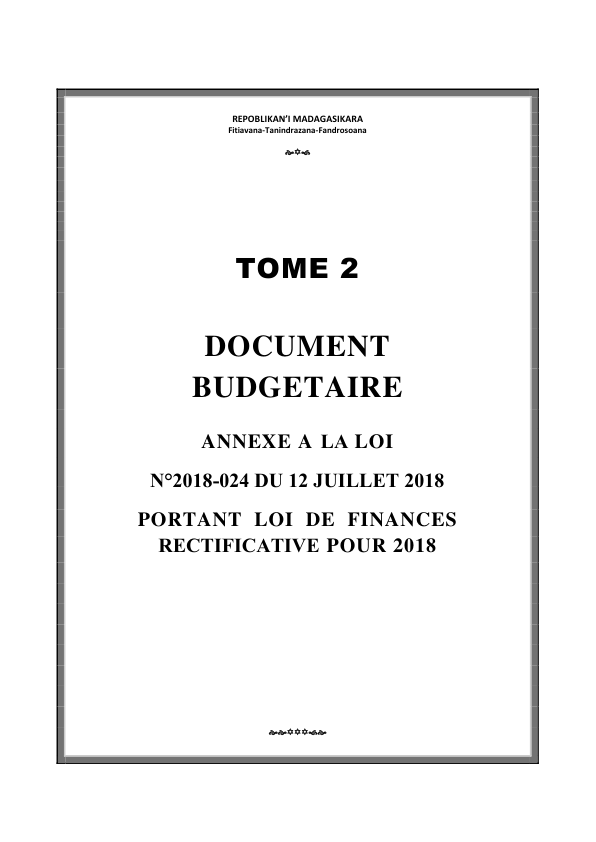 REPOBLIKAN'I MADAGASIKARA
Fitiavana-Tanindrazana-Fandrosoana
TOME 2
DOCUMENT
BUDGETAIRE
ANNEXE A LA LOI
N°2018-024 DU 12 JUILLET 2018
PORTANT LOI DE FINANCES
RECTIFICATIVE POUR 2018